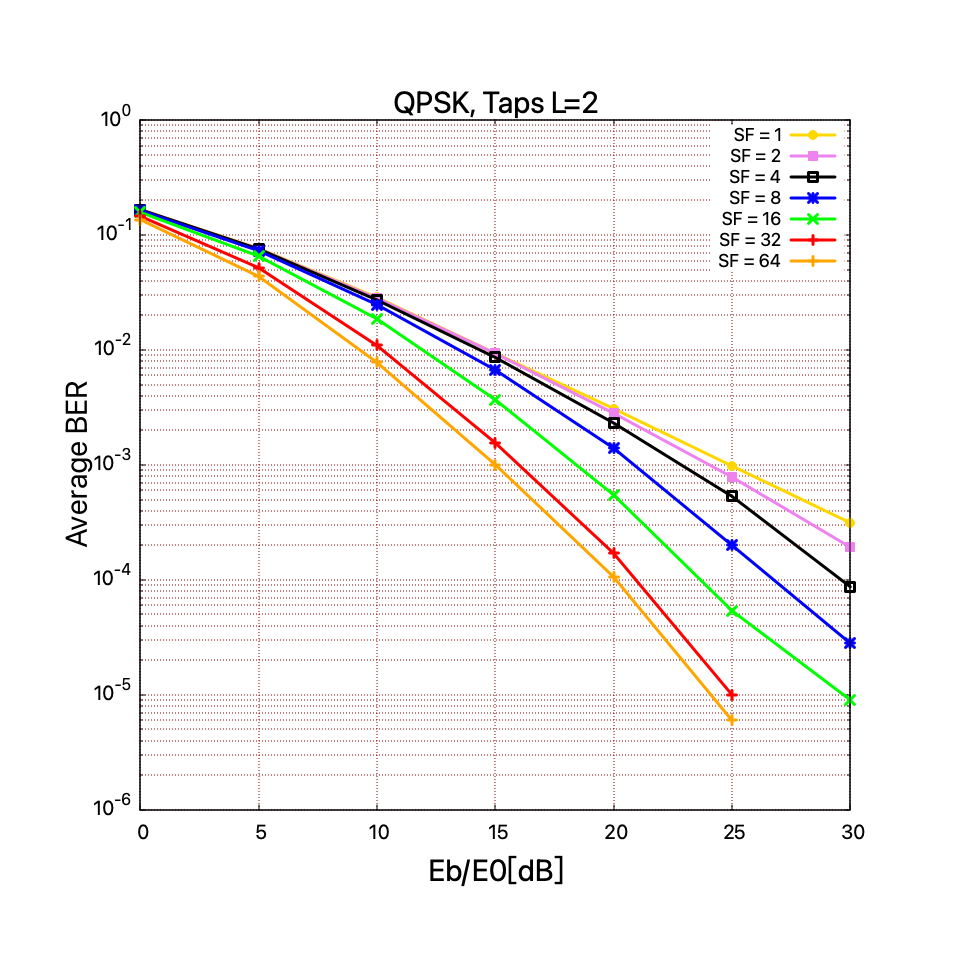 QPSK, Taps L=2
10^0
10^-1
10^-2
10^-3
10^-4
10^-5
10^-6
Average BER
SF = 1
SF = 2
SF = 4
SF = 8
SF = 16
SF = 32
SF = 64
0 5 10 15 20 25 30
Eb/E0[dB]